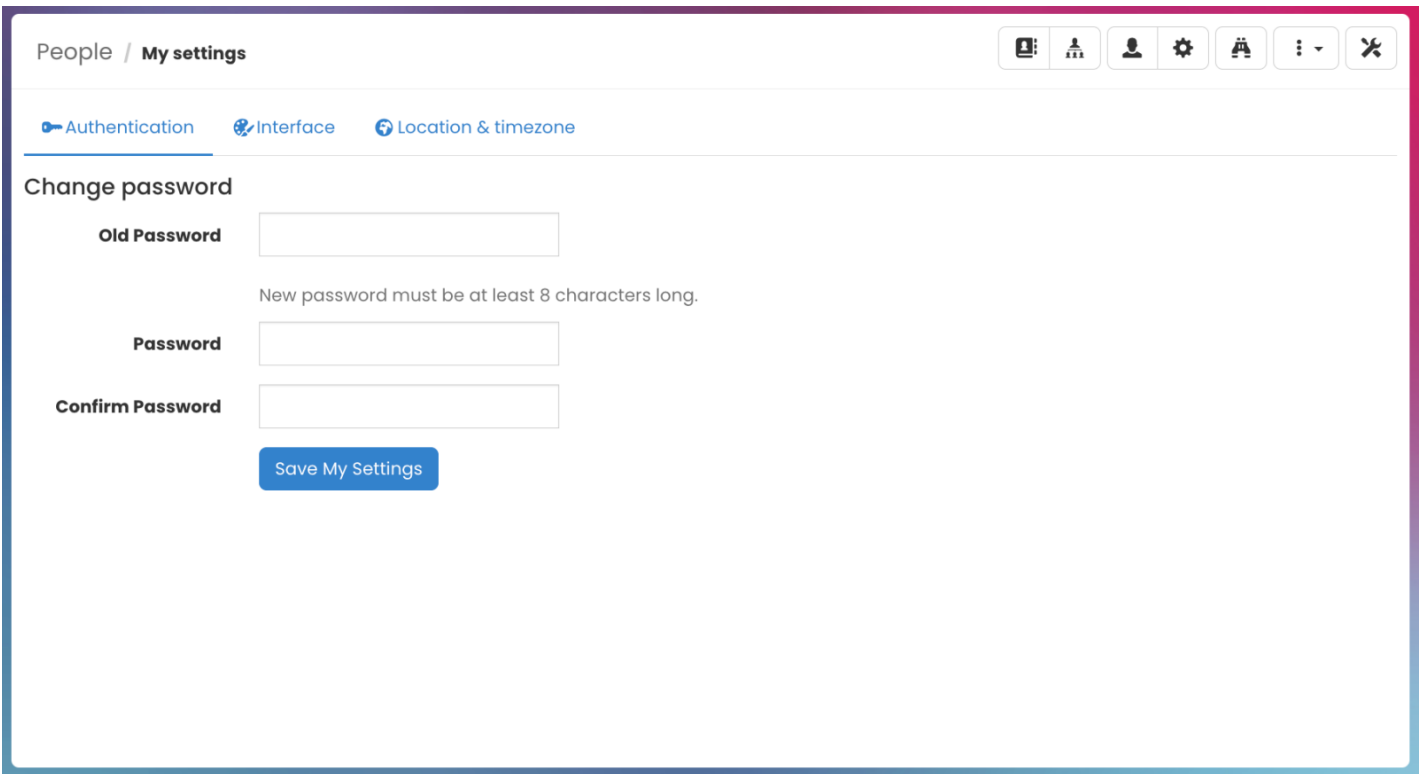 People / My settings
Authentication Interface Location & timezone
Change password
Old Password
New password must be at least 8 characters long.
Password
Confirm Password
Save My Settings